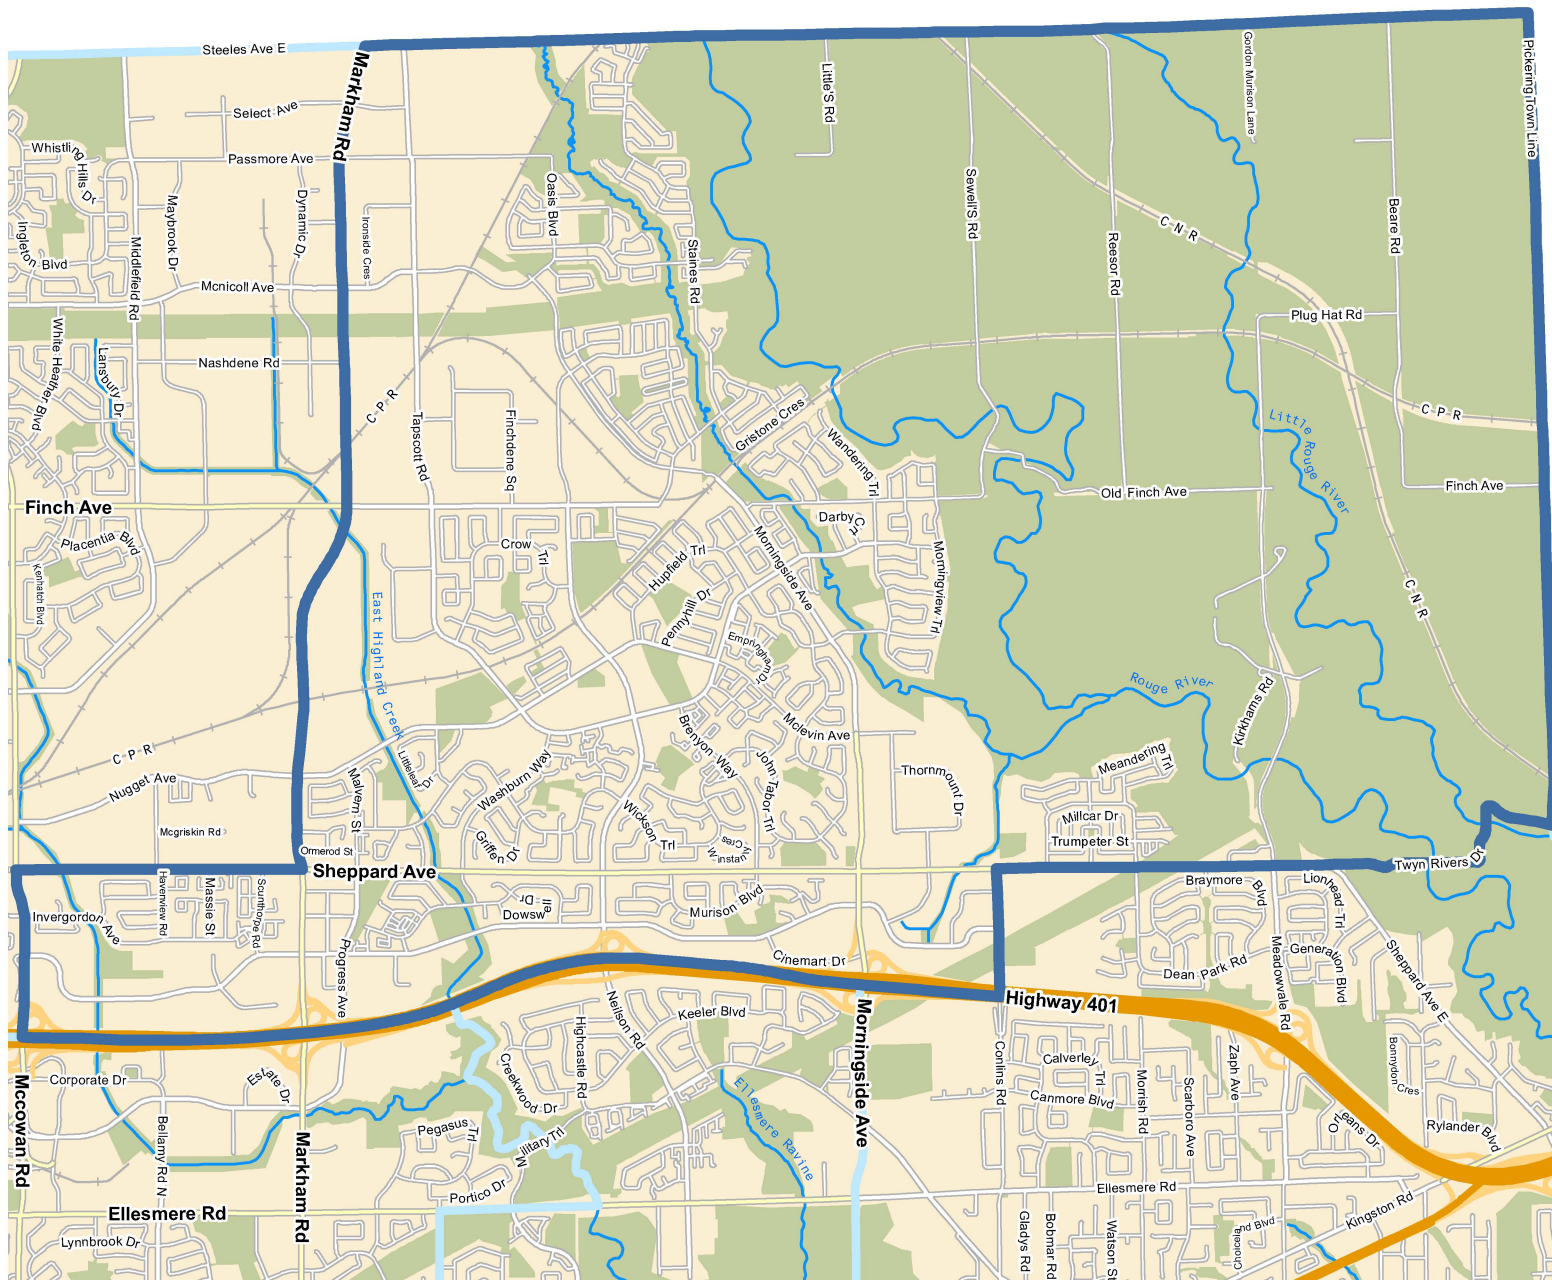 Steeles Ave E
Markham Rd
Little'S Rd
Gordon Murison Lane
Pickering Town Line
Select Ave
Whistling Hills Dr
Passmore Ave
Maybrook Dr
Dynamic Dr
Ironside Cres
Oasis Blvd
Sewell'S Rd
Reesor Rd
Beare Rd
C N R
Ingleton Blvd
Middlefield Rd
Staines Rd
Mcnicoll Ave
Plug Hat Rd
White Heather Blvd
Lansbury Dr
Nashdene Rd
C P R
Tapscott Rd
Finchdene Sq
Gristone Cres
Wandering Trl
C P R
Little Rouge River
Finch Ave
Old Finch Ave
Finch Ave
Placentia Blvd
Kenhatch Blvd
Crow Trl
Darby Crt
Hupfield Trl
Morningside Ave
Morningview Trl
C N R
East Highland Creek
Pennyhill Dr
Empringham Dr
Rouge River
Kirkhams Rd
C P R
Nugget Ave
Mclevin Ave
Brenyon Way
John Tabor Trl
Littleleaf Dr
Washburn Way
Malvern St
Thornmount Dr
Meandering Trl
Mcgriskin Rd
Wickson Trl
Griffen Dr
Winstanly Cres
Millcar Dr
Trumpeter St
Ormerod St
Sheppard Ave
Twyn Rivers Dr
Havenview Rd
Massie St
Scunthorpe Rd
Invergordon Ave
Dowswell Dr
Murison Blvd
Braymore Blvd
Lionhead Trl
Progress Ave
Cinemart Dr
Dean Park Rd
Generation Blvd
Meadowvale Rd
Sheppard Ave E
Highway 401
Neilson Rd
Keeler Blvd
Highcastle Rd
Morningside Ave
Conlins Rd
Calverley Trl
Canmore Blvd
Morrish Rd
Scarboro Ave
Zaph Ave
Bonnydon Cres
Orleans Dr
Rylander Blvd
Mccowan Rd
Corporate Dr
Estate Dr
Bellamy Rd N
Markham Rd
Creekwood Dr
Pegasus Trl
Military Trl
Ellesmere Ravine
Portico Dr
Ellesmere Rd
Ellesmere Rd
Kingston Rd
Lynnbrook Dr
Gladys Rd
Bobmar Rd
Watson St
nd Blvd